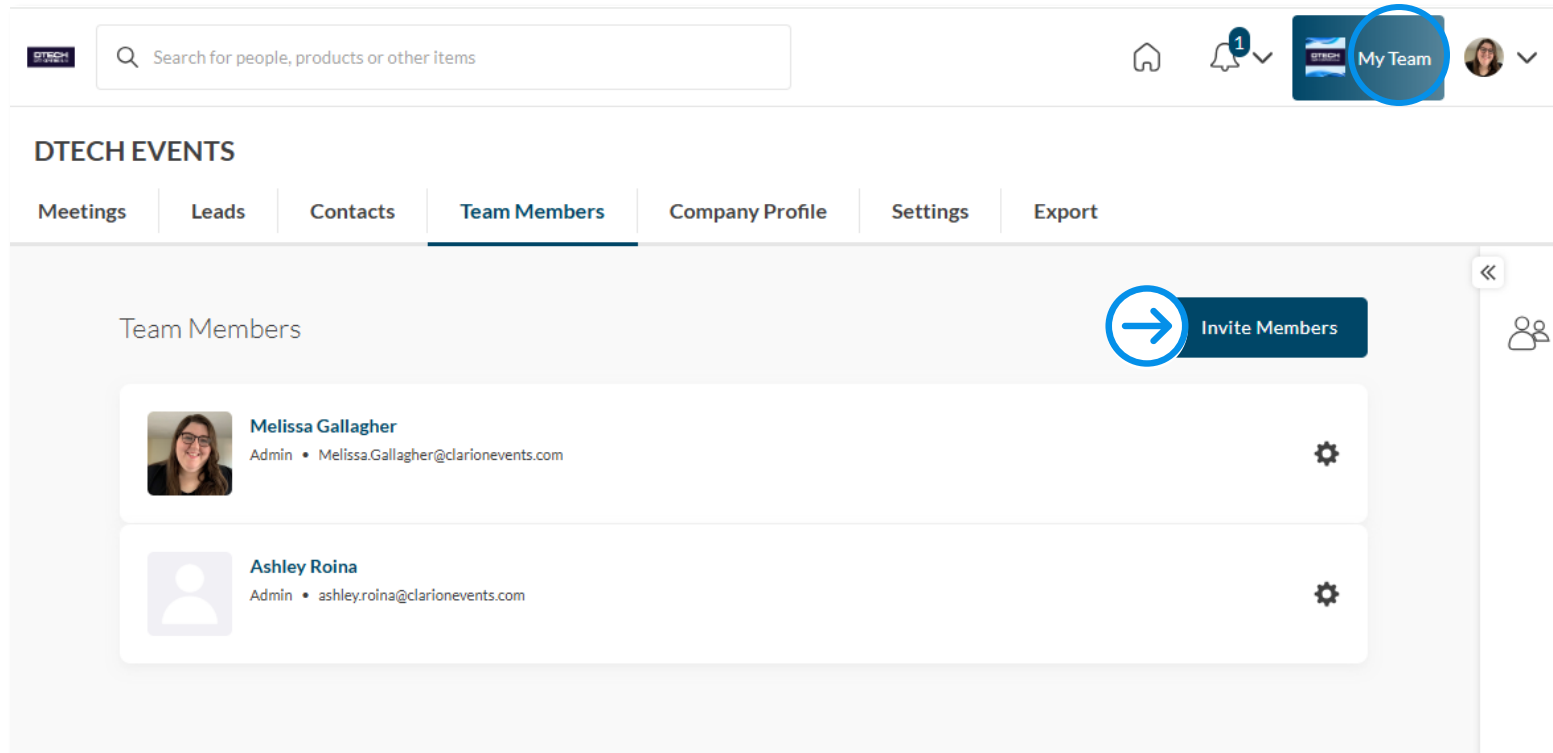 DTECH
Search for people, products or other items
1
DTECH
My Team
DTECH EVENTS
Meetings
Leads
Contacts
Team Members
Company Profile
Settings
Export
Team Members
Invite Members
Melissa Gallagher
Admin • Melissa.Gallagher@clarionevents.com
Ashley Roina
Admin • ashley.roina@clarionevents.com